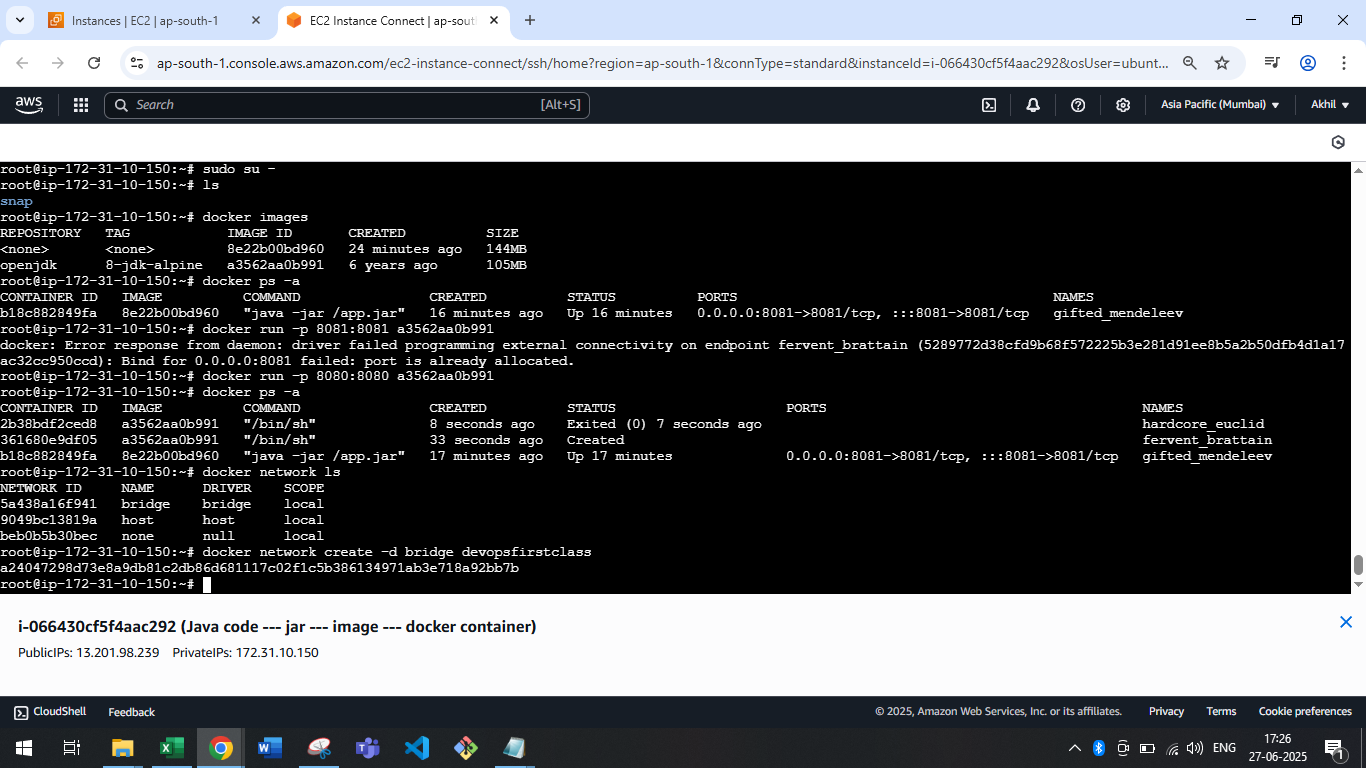 Instances | EC2 | ap-south-1
EC2 Instance Connect | ap-sou
ap-south-1.console.aws.amazon.com/ec2-instance-connect/ssh/home?region=ap-south-1&connType=standard&instanceId=i-066430cf5f4aac292&osUser=ubunt...
aws Search [Alt+S] Asia Pacific (Mumbai) Akhil
root@ip-172-31-10-150:~# sudo su -
root@ip-172-31-10-150:~# ls
snap
root@ip-172-31-10-150:~# docker images
REPOSITORY TAG IMAGE ID CREATED SIZE
<none> <none> 8e22b00bd960 24 minutes ago 144MB
openjdk 8-jdk-alpine a3562aa0b991 6 years ago 105MB
root@ip-172-31-10-150:~# docker ps -a
CONTAINER ID IMAGE COMMAND CREATED STATUS PORTS NAMES
b18c882849fa 8e22b00bd960 "java -jar /app.jar" 16 minutes ago Up 16 minutes 0.0.0.0:8081->8081/tcp, :::8081->8081/tcp gifted_mendeleev
root@ip-172-31-10-150:~# docker run -p 8081:8081 a3562aa0b991
docker: Error response from daemon: driver failed programming external connectivity on endpoint fervent_brattain (5289772d38cfd9b68f572225b3e281d91ee8b5a2b50dfb4d1a17
ac32cc950ccd): Bind for 0.0.0.0:8081 failed: port is already allocated.
root@ip-172-31-10-150:~# docker run -p 8080:8080 a3562aa0b991
root@ip-172-31-10-150:~# docker ps -a
CONTAINER ID IMAGE COMMAND CREATED STATUS PORTS NAMES
2b38bdf2ced8 a3562aa0b991 "/bin/sh" 8 seconds ago Exited (0) 7 seconds ago hardcore_euclid
361680e9df05 a3562aa0b991 "/bin/sh" 33 seconds ago Created fervent_brattain
b18c882849fa 8e22b00bd960 "java -jar /app.jar" 17 minutes ago Up 17 minutes 0.0.0.0:8081->8081/tcp, :::8081->8081/tcp gifted_mendeleev
root@ip-172-31-10-150:~# docker network ls
NETWORK ID NAME DRIVER SCOPE
5a438a16f941 bridge bridge local
9049bc13819a host host local
beb0b5b30bec none null local
root@ip-172-31-10-150:~# docker network create -d bridge devopsfirstclass
a24047298d73e8a9db81c2db86d681117c02f1c5b386134971ab3e718a92bb7b
root@ip-172-31-10-150:~#
i-066430cf5f4aac292 (Java code --- jar --- image --- docker container)
PublicIPs: 13.201.98.239 PrivateIPs: 172.31.10.150
CloudShell Feedback © 2025, Amazon Web Services, Inc. or its affiliates. Privacy Terms Cookie preferences
ENG 17:26
27-06-2025
1